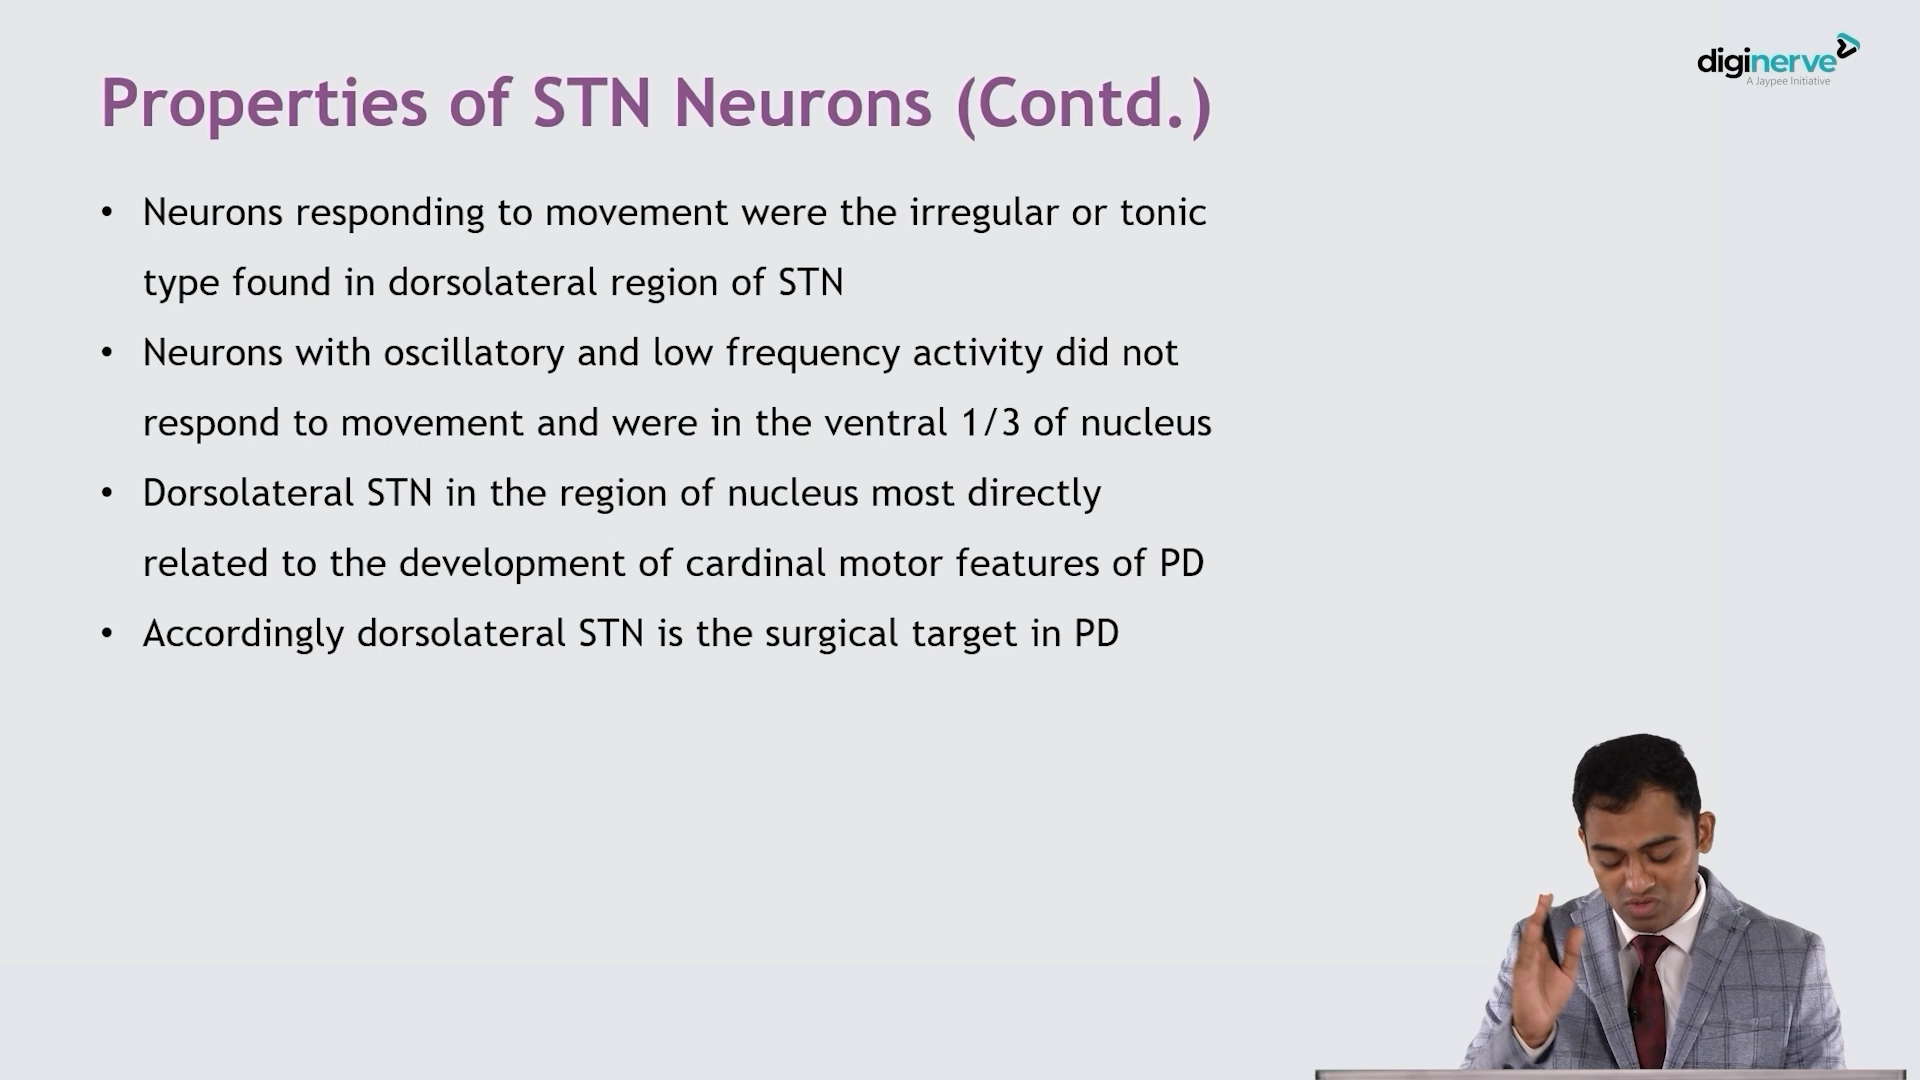 diginerve
A Jaypee Initiative
Properties of STN Neurons (Contd.)
• Neurons responding to movement were the irregular or tonic
type found in dorsolateral region of STN
• Neurons with oscillatory and low frequency activity did not
respond to movement and were in the ventral 1/3 of nucleus
• Dorsolateral STN in the region of nucleus most directly
related to the development of cardinal motor features of PD
• Accordingly dorsolateral STN is the surgical target in PD